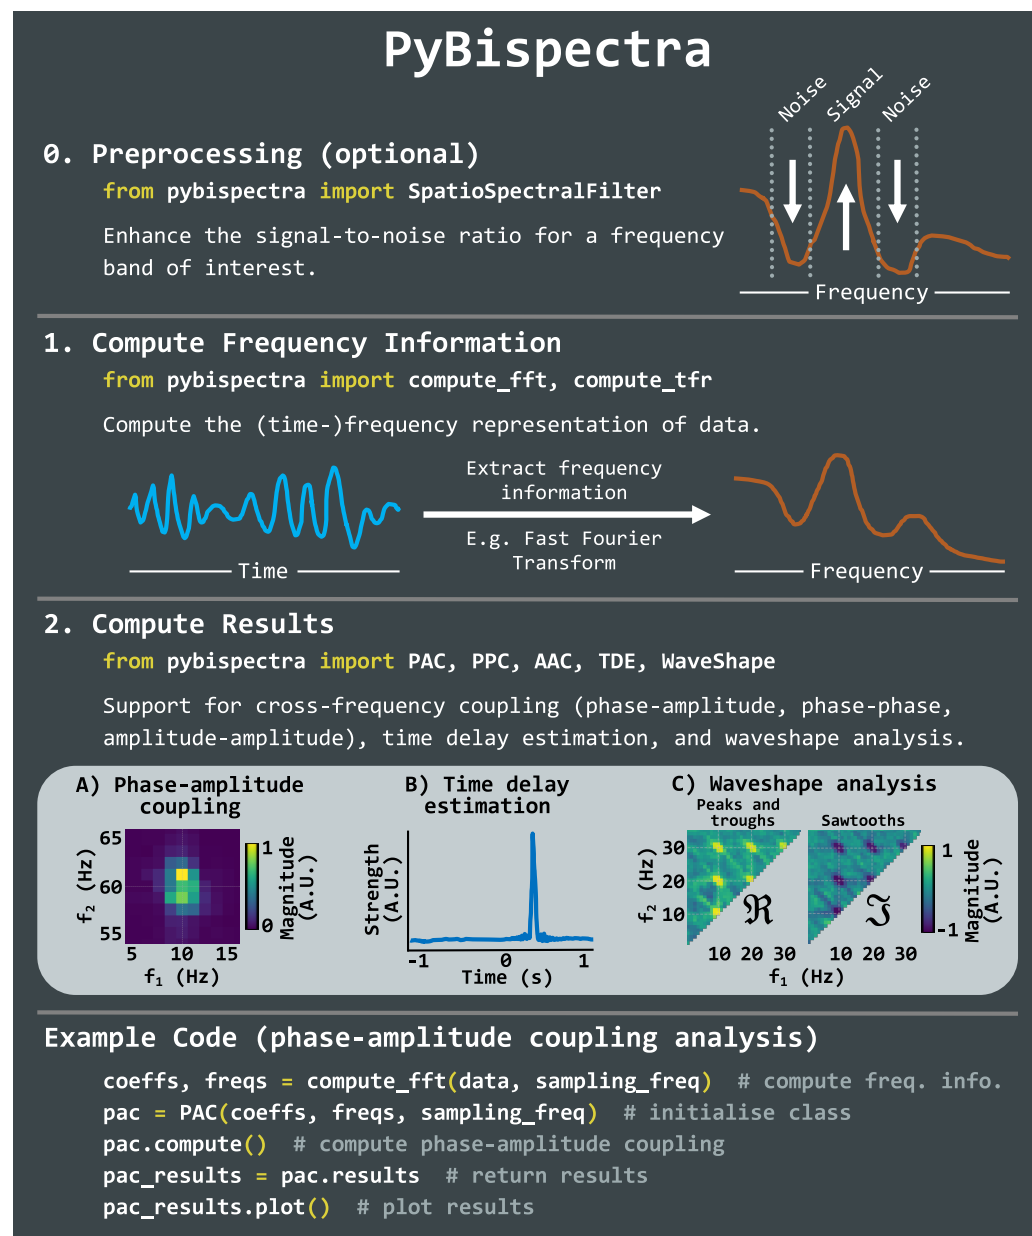 PyBispectra
Noise
Signal
Noise
0. Preprocessing (optional)
from pybispectra import SpatioSpectralFilter
Enhance the signal-to-noise ratio for a frequency
band of interest.
Frequency
1. Compute Frequency Information
from pybispectra import compute_fft, compute_tfr
Compute the (time-)frequency representation of data.
Extract frequency
information
E.g. Fast Fourier
Transform
Time
Frequency
2. Compute Results
from pybispectra import PAC, PPC, AAC, TDE, WaveShape
Support for cross-frequency coupling (phase-amplitude, phase-phase,
amplitude-amplitude), time delay estimation, and waveshape analysis.
A) Phase-amplitude
coupling
65
60
55
f₂ (Hz)
5 10 15
f₁ (Hz)
1
0
Magnitude
(A.U.)
B) Time delay
estimation
Strength
(A.U.)
-1 0 1
Time (s)
C) Waveshape analysis
Peaks and
troughs
Sawtooths
30
20
10
f₂ (Hz)
ℜ
ℑ
10 20 30
10 20 30
f₁ (Hz)
1
-1
Magnitude
(A.U.)
Example Code (phase-amplitude coupling analysis)
coeffs, freqs = compute_fft(data, sampling_freq)  # compute freq. info.
pac = PAC(coeffs, freqs, sampling_freq)  # initialise class
pac.compute()  # compute phase-amplitude coupling
pac_results = pac.results  # return results
pac_results.plot()  # plot results